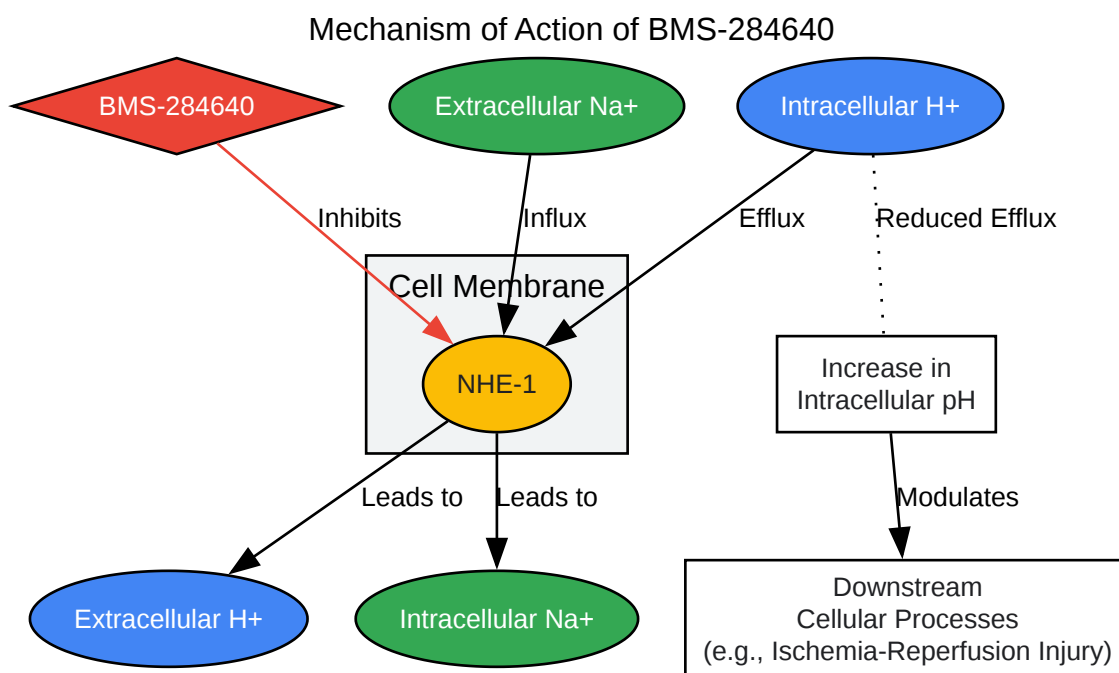 Mechanism of Action of BMS-284640
BMS-284640
Extracellular Na+
Intracellular H+
Inhibits
Influx
Efflux
Reduced Efflux
Cell Membrane
NHE-1
Increase in
Intracellular pH
Leads to
Leads to
Modulates
Extracellular H+
Intracellular Na+
Downstream
Cellular Processes
(e.g., Ischemia-Reperfusion Injury)